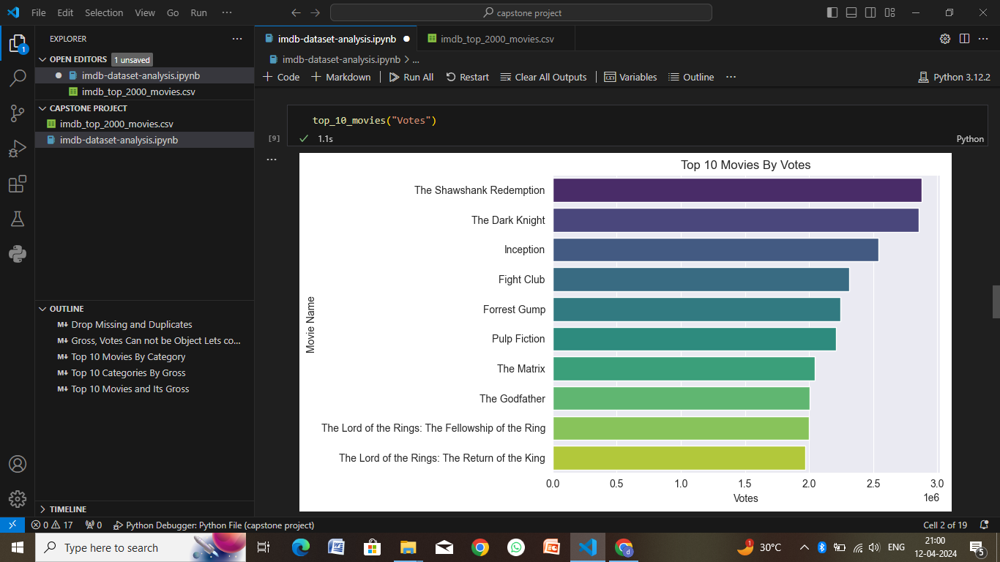 File Edit Selection View Go Run ···
capstone project
EXPLORER ···
OPEN EDITORS 1 unsaved
imdb-dataset-analysis.ipynb
imdb_top_2000_movies.csv
CAPSTONE PROJECT
imdb_top_2000_movies.csv
imdb-dataset-analysis.ipynb
OUTLINE
M↓ Drop Missing and Duplicates
M↓ Gross, Votes Can not be Object Lets co...
M↓ Top 10 Movies By Category
M↓ Top 10 Categories By Gross
M↓ Top 10 Movies and Its Gross
TIMELINE
1
imdb-dataset-analysis.ipynb
imdb_top_2000_movies.csv
···
imdb-dataset-analysis.ipynb > ...
Code Markdown Run All Restart Clear All Outputs Variables Outline ··· Python 3.12.2
top_10_movies("Votes")
[9] 1.1s Python
···
Top 10 Movies By Votes
Movie Name
The Shawshank Redemption
The Dark Knight
Inception
Fight Club
Forrest Gump
Pulp Fiction
The Matrix
The Godfather
The Lord of the Rings: The Fellowship of the Ring
The Lord of the Rings: The Return of the King
0.0 0.5 1.0 1.5 2.0 2.5 3.0
Votes
1e6
0 17 0 Python Debugger: Python File (capstone project) Cell 2 of 19
Type here to search
1 30°C ENG
21:00
12-04-2024
5